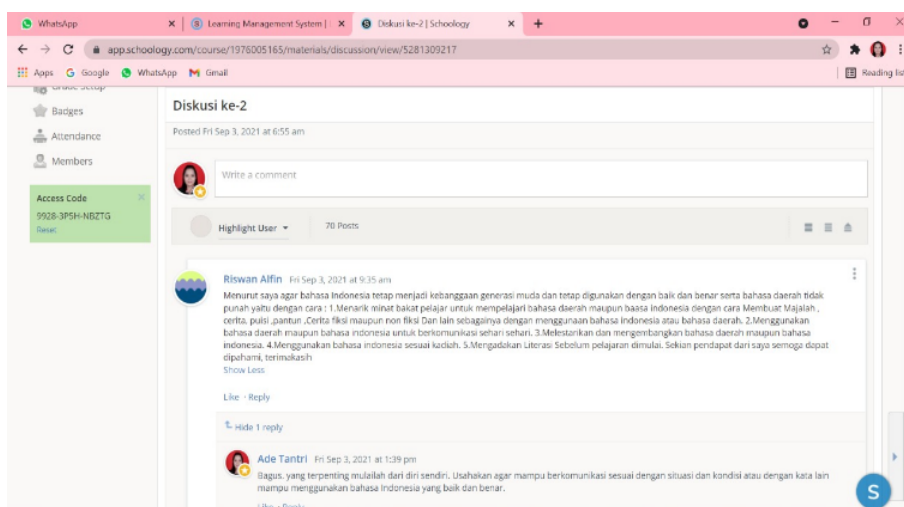 WhatsApp
Learning Management System |
Diskusi ke-2 | Schoology
app.schoology.com/course/1976005165/materials/discussion/view/5281309217
Apps Google WhatsApp Gmail
Reading list
Grade Setup
Badges
Attendance
Members
Access Code
9928-3P5H-NBZTG
Reset
Diskusi ke-2
Posted Fri Sep 3, 2021 at 6:55 am
Write a comment
Highlight User
70 Posts
Riswan Alfin Fri Sep 3, 2021 at 9:35 am
Menurut saya agar bahasa Indonesia tetap menjadi kebanggaan generasi muda dan tetap digunakan dengan baik dan benar serta bahasa daerah tidak
punah yaitu dengan cara : 1.Menarik minat bakat pelajar untuk mempelajari bahasa daerah maupun baasa indonesia dengan cara Membuat Majalah ,
cerita, puisi ,pantun ,Cerita fiksi maupun non fiksi Dan lain sebagainya dengan menggunaan bahasa indonesia atau bahasa daerah. 2.Menggunakan
bahasa daerah maupun bahasa indonesia untuk berkomunikasi sehari sehari. 3.Melestarikan dan mengembangkan bahasa daerah maupun bahasa
indonesia. 4.Menggunakan bahasa indonesia sesuai kadiah. 5.Mengadakan Literasi Sebelum pelajaran dimulai. Sekian pendapat dari saya semoga dapat
dipahami, terimakasih
Show Less
Like · Reply
Hide 1 reply
Ade Tantri Fri Sep 3, 2021 at 1:39 pm
Bagus, yang terpenting mulailah dari diri sendiri. Usahakan agar mampu berkomunikasi sesuai dengan situasi dan kondisi atau dengan kata lain
mampu menggunakan bahasa Indonesia yang baik dan benar.
Like · Reply
S